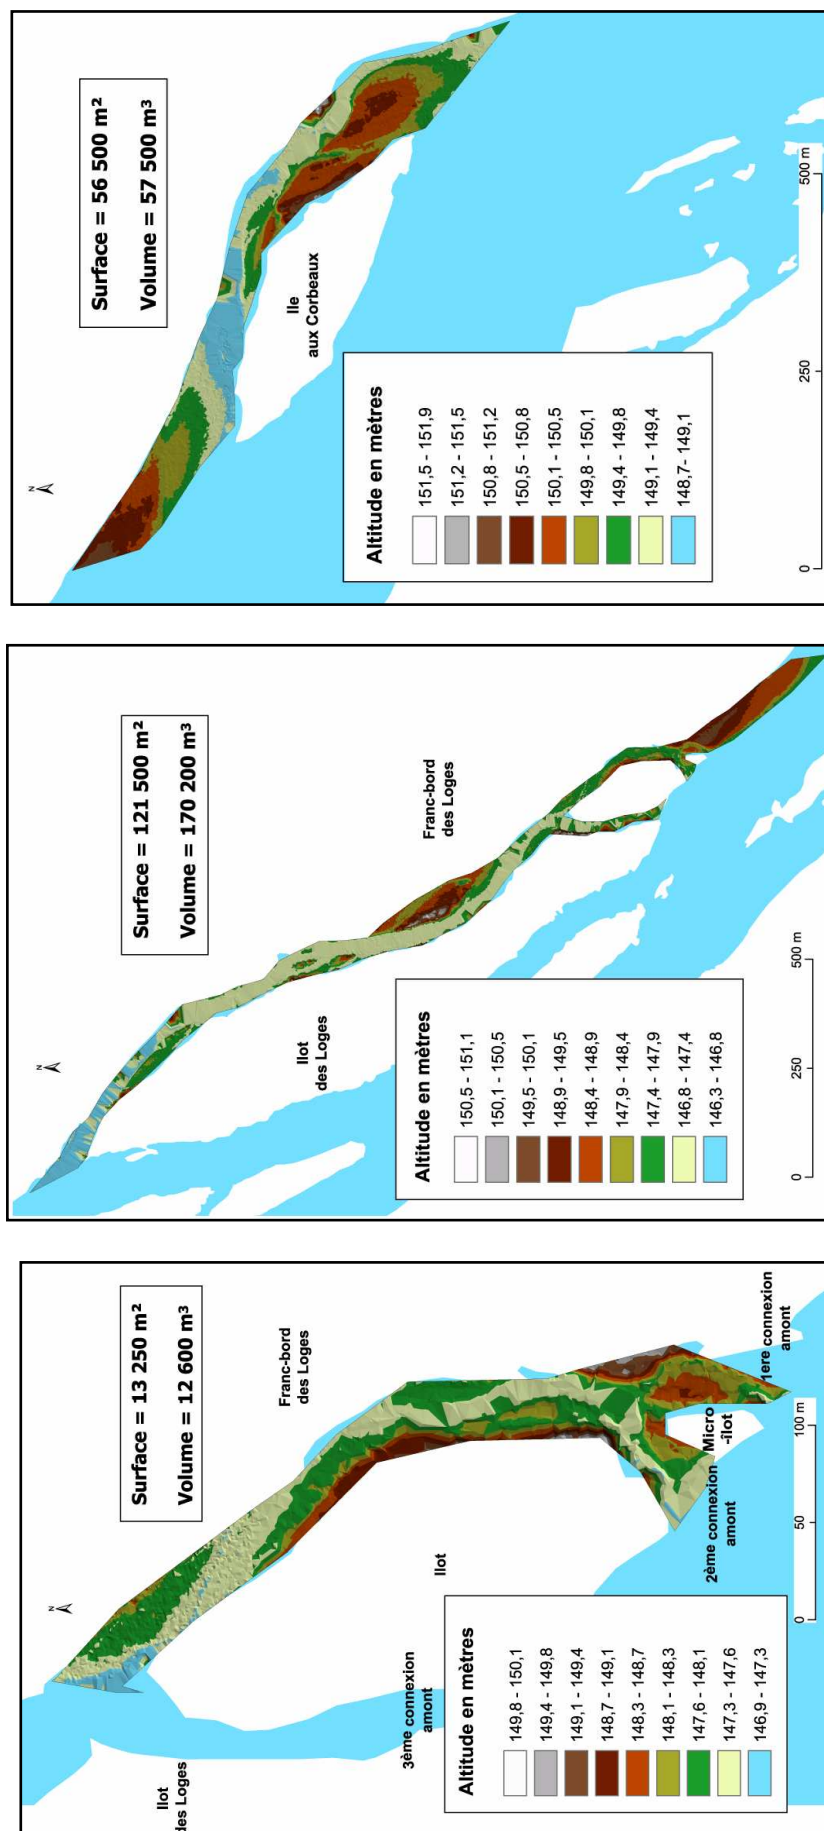 Surface = 56 500 m²
Volume = 57 500 m³
N
Ile
aux Corbeaux
Altitude en mètres
151,5 - 151,9
151,2 - 151,5
150,8 - 151,2
150,5 - 150,8
150,1 - 150,5
149,8 - 150,1
149,4 - 149,8
149,1 - 149,4
148,7 - 149,1
0
250
500 m
Surface = 121 500 m²
Volume = 170 200 m³
N
Franc-bord
des Loges
Ilot
des Loges
Altitude en mètres
150,5 - 151,1
150,1 - 150,5
149,5 - 150,1
148,9 - 149,5
148,4 - 148,9
147,9 - 148,4
147,4 - 147,9
146,8 - 147,4
146,3 - 146,8
0
250
500 m
Surface = 13 250 m²
Volume = 12 600 m³
N
Franc-bord
des Loges
Ilot
Ilot
des Loges
3ème connexion
amont
2ème connexion
amont
Micro
-îlot
1ere connexion
amont
Altitude en mètres
149,8 - 150,1
149,4 - 149,8
149,1 - 149,4
148,7 - 149,1
148,3 - 148,7
148,1 - 148,3
147,6 - 148,1
147,3 - 147,6
146,9 - 147,3
0
50
100 m